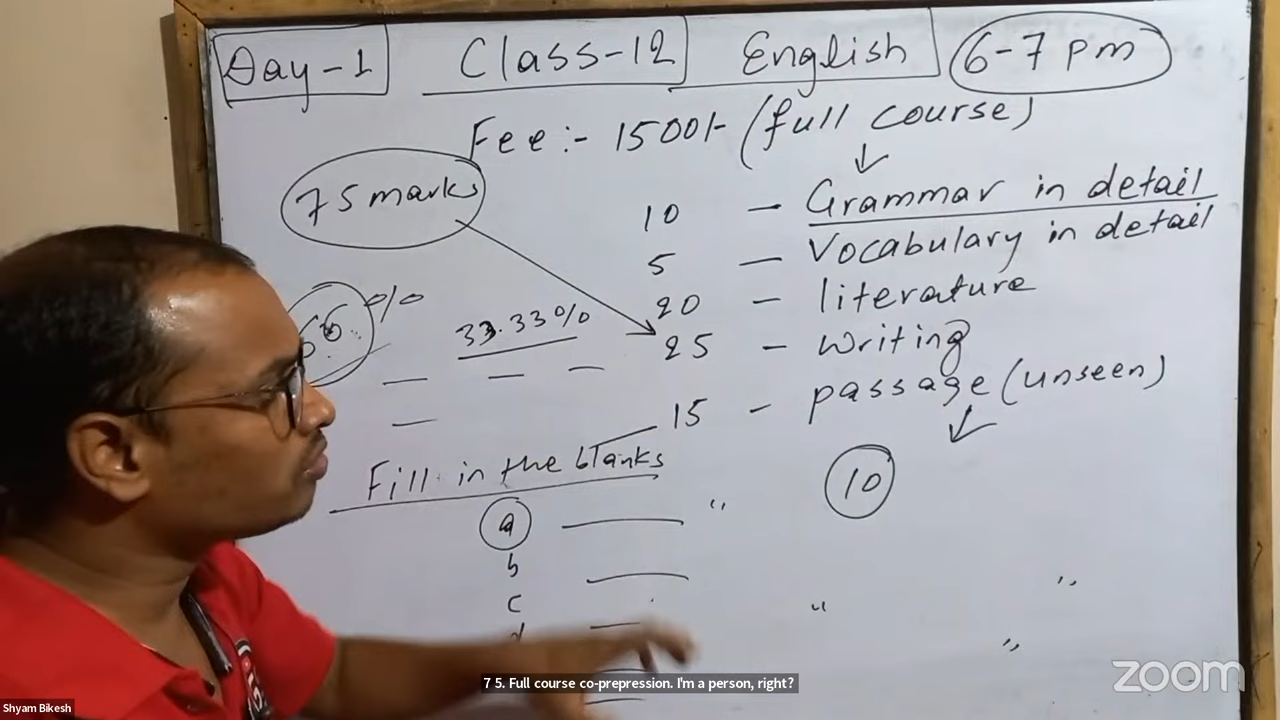 Day-1 Class-12 English 6-7 pm
Fee:- 1500/- (full course)
75 marks
10 - Grammar in detail
5 - Vocabulary in detail
20 - literature
66% 33.33%
25 - writing
15 - passage (unseen)
Fill in the blanks
10
a
b
c
d
zoom
7 5. Full course co-prepression. I'm a person, right?
Shyam Bikesh